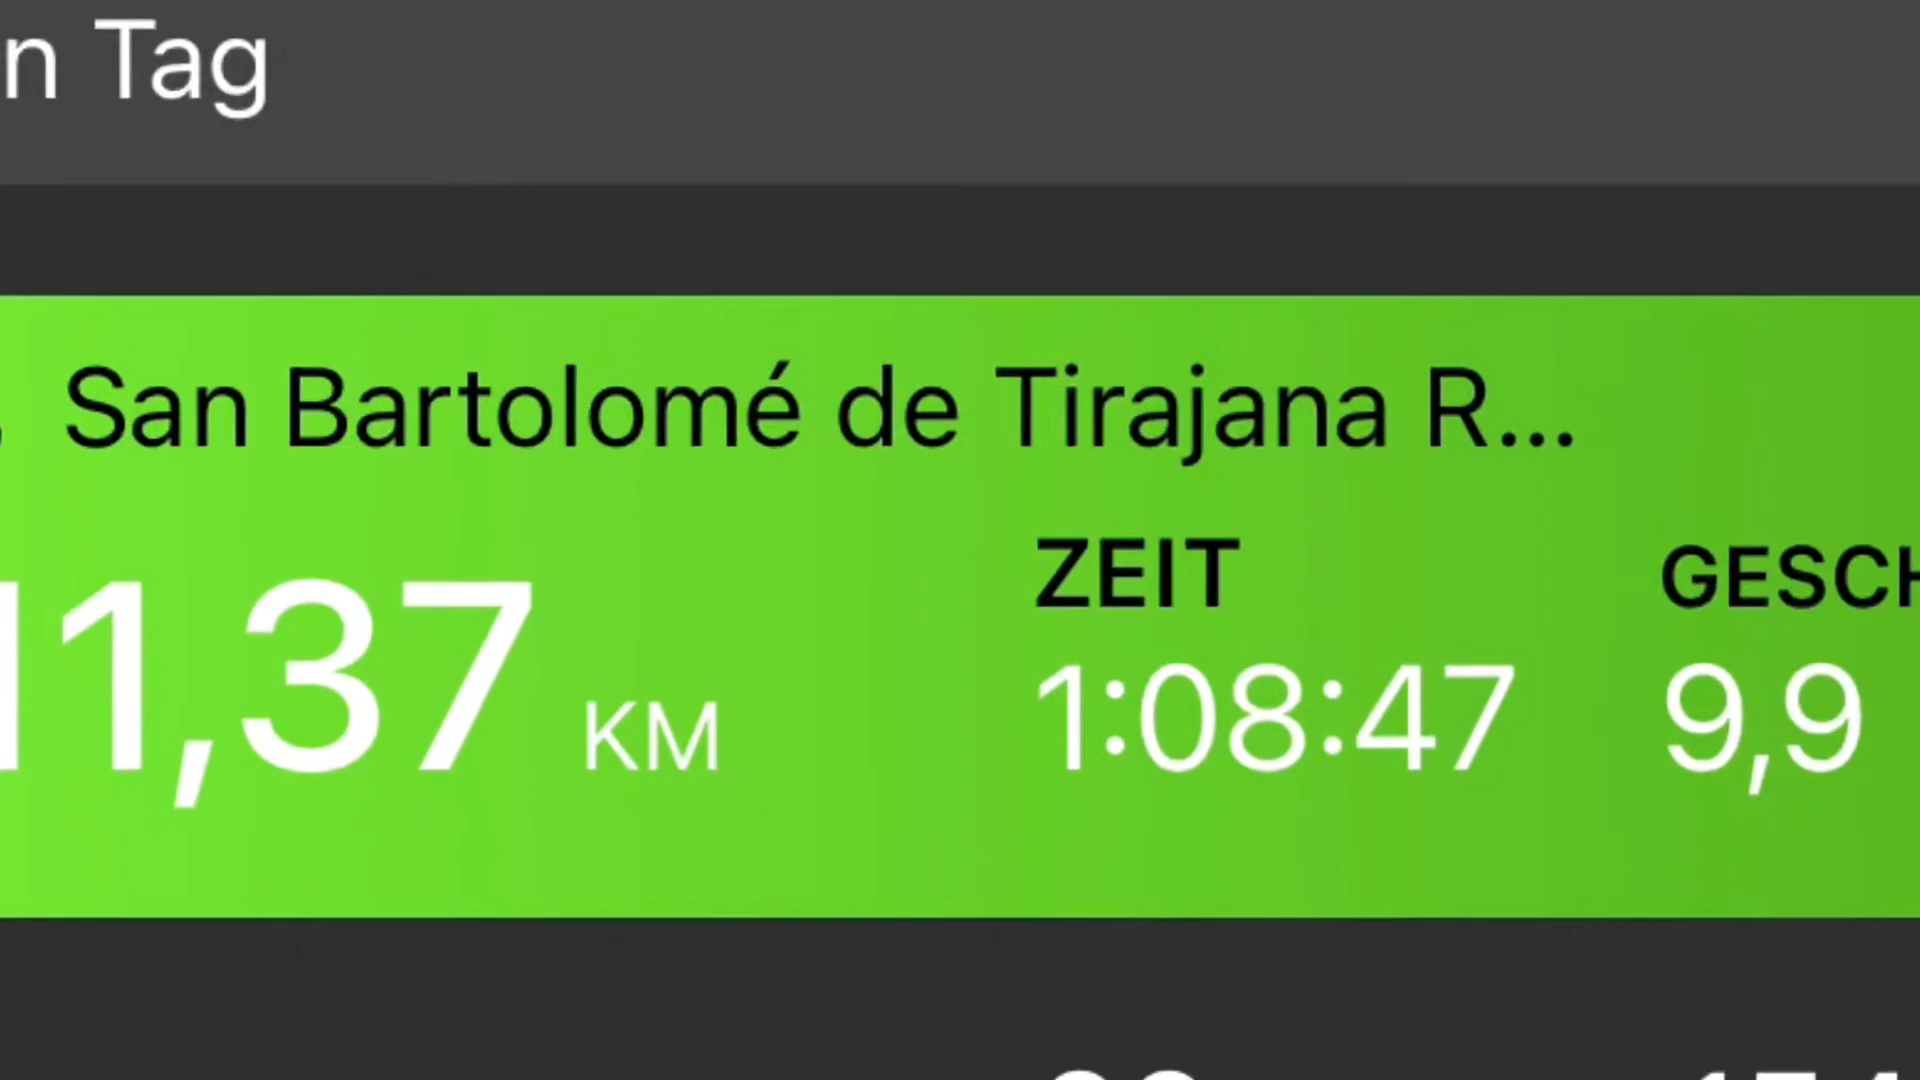 n Tag
San Bartolomé de Tirajana R...
ZEIT GESCH
11,37 KM 1:08:47 9,9